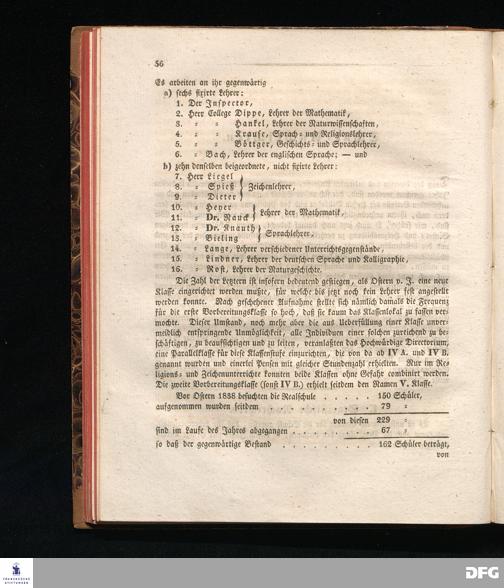 56
Es arbeiten an ihr gegenwärtig
a) sechs fixirte Lehrer:
1. Der Inspector,
2. Herr College Dippe, Lehrer der Mathematik,
3. = = Hankel, Lehrer der Naturwissenschaften,
4. = = Krause, Sprach- und Religionslehrer,
5. = = Böttger, Geschichts- und Sprachlehrer,
6. = Bach, Lehrer der englischen Sprache; — und
b) zehn denselben beigeordnete, nicht fixirte Lehrer:
7. Herr Liegel
8. = Spieß } Zeichenlehrer,
9. = Dieter
10. = Heyer
11. = Dr. Rauck } Lehrer der Mathematik,
12. = Dr. Knauth
13. = Bieling } Sprachlehrer,
14. = Lange, Lehrer verschiedener Unterrichtsgegenstände,
15. = Lindner, Lehrer der deutschen Sprache und Kalligraphie,
16. = Rost, Lehrer der Naturgeschichte.
Die Zahl der Letztern ist insofern bedeutend gestiegen, als Ostern v. J. eine neue
Klasse eingerichtet werden mußte, für welche bis jetzt noch kein Lehrer fest angestellt
werden konnte. Nach geschehener Aufnahme stellte sich nämlich damals die Frequenz
für die erste Vorbereitungsklasse so hoch, daß sie kaum das Klassenlokal zu fassen ver-
mochte. Dieser Umstand, noch mehr aber die aus Ueberfüllung einer Klasse unver-
meidlich entspringende Unmöglichkeit, alle Individuen einer solchen zureichend zu be-
schäftigen, zu beaufsichtigen und zu leiten, veranlaßten das Hochwürdige Directorium,
eine Parallelklasse für diese Klassenstufe einzurichten, die von da ab IV A. und IV B.
genannt wurden und einerlei Pensen mit gleicher Stundenzahl erhielten. Nur im Re-
ligions- und Zeichenunterrichte konnten beide Klassen ohne Gefahr combinirt werden.
Die zweite Vorbereitungsklasse (sonst IV B.) erhielt seitdem den Namen V. Klasse.
Vor Ostern 1838 besuchten die Realschule . . . . . 150 Schüler,
aufgenommen wurden seitdem . . . . . . . . . . 79 =
von diesen 229 =
sind im Laufe des Jahres abgegangen . . . . . . . . 67 =
so daß der gegenwärtige Bestand . . . . . . . . . 162 Schüler beträgt,
von
FRANCKESCHE
STIFTUNGEN
DFG